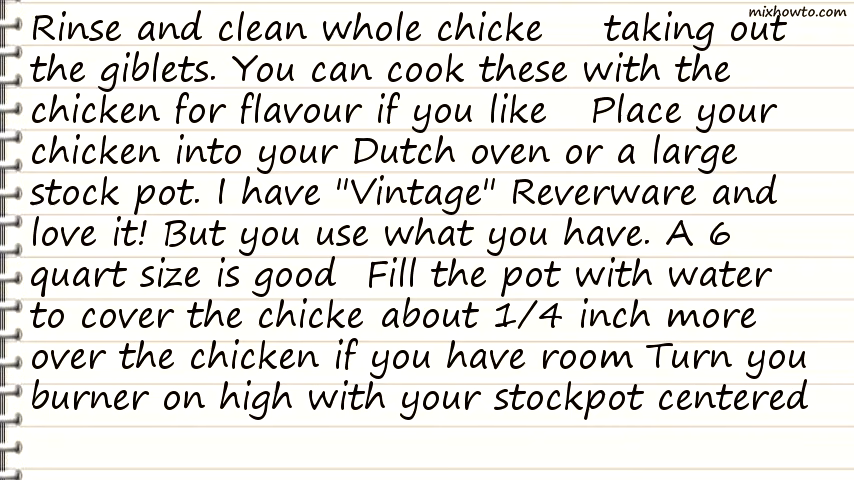 mixhowto.com
Rinse and clean whole chicke taking out
the giblets. You can cook these with the
chicken for flavour if you like Place your
chicken into your Dutch oven or a large
stock pot. I have "Vintage" Reverware and
love it! But you use what you have. A 6
quart size is good Fill the pot with water
to cover the chicke about 1/4 inch more
over the chicken if you have room Turn you
burner on high with your stockpot centered